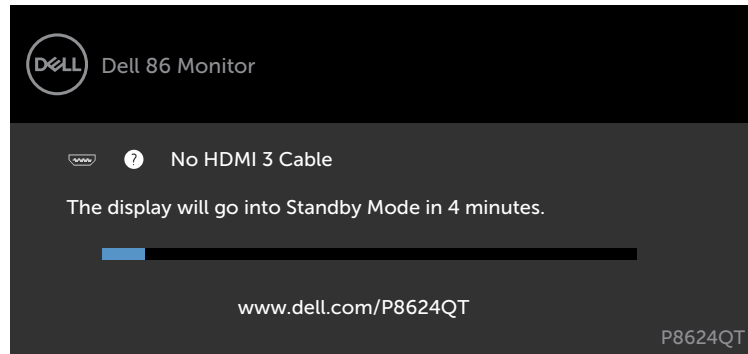 DELL
Dell 86 Monitor
? No HDMI 3 Cable
The display will go into Standby Mode in 4 minutes.
www.dell.com/P8624QT
P8624QT